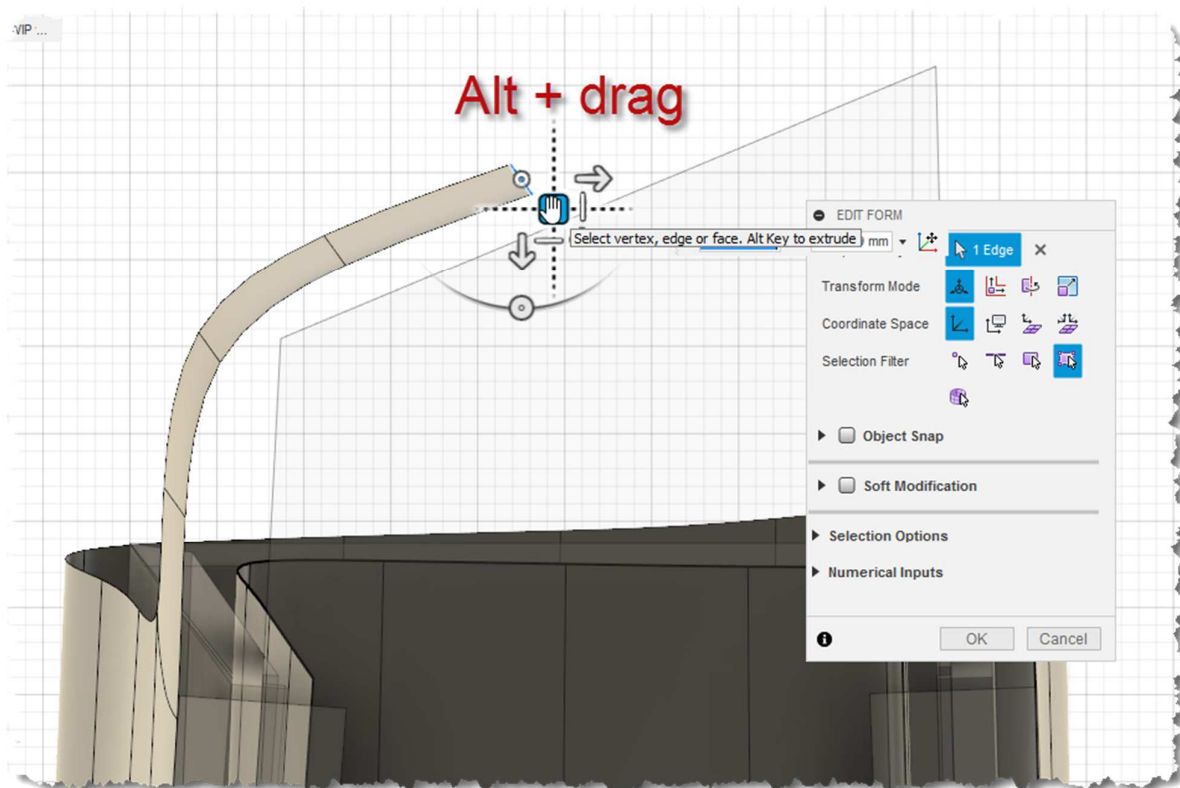 VIP ...
Alt + drag
EDIT FORM
Select vertex, edge or face. Alt Key to extrude
mm
1 Edge
Transform Mode
Coordinate Space
Selection Filter
Object Snap
Soft Modification
Selection Options
Numerical Inputs
OK
Cancel